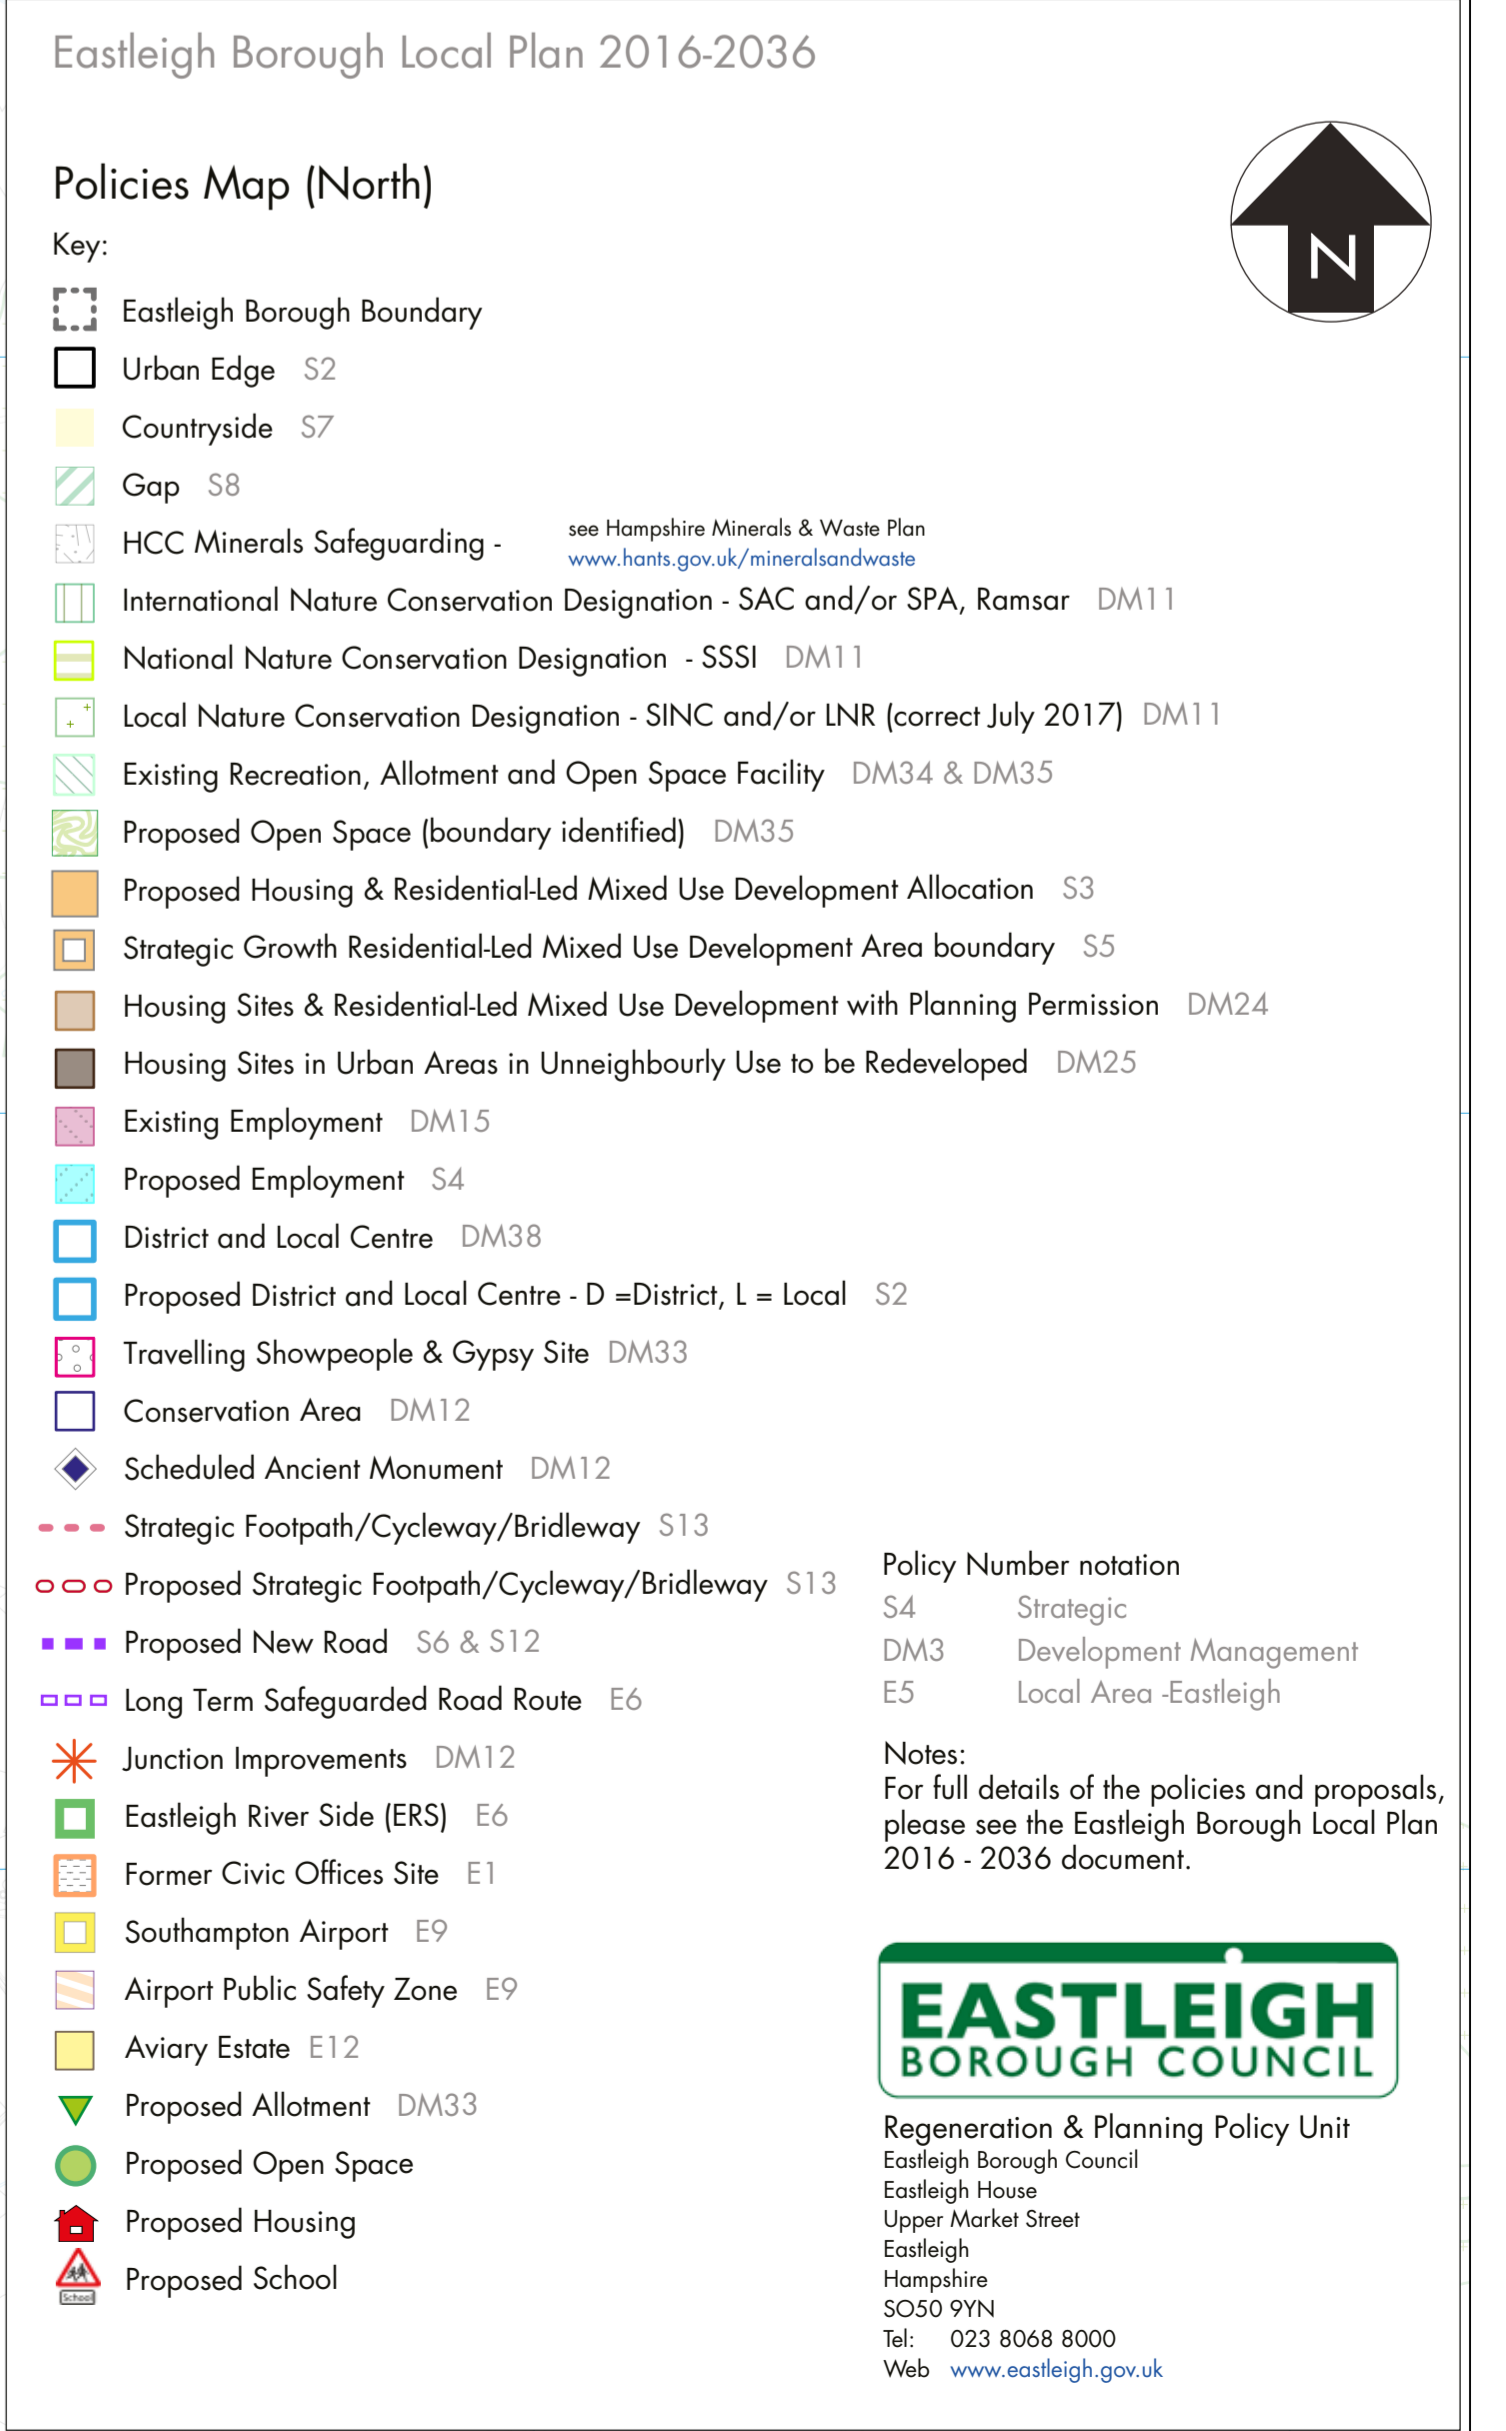 Eastleigh Borough Local Plan 2016-2036
N
Policies Map (North)
Key:
Eastleigh Borough Boundary
Urban Edge S2
Countryside S7
Gap S8
HCC Minerals Safeguarding - see Hampshire Minerals & Waste Plan
www.hants.gov.uk/mineralsandwaste
International Nature Conservation Designation - SAC and/or SPA, Ramsar DM11
National Nature Conservation Designation - SSSI DM11
Local Nature Conservation Designation - SINC and/or LNR (correct July 2017) DM11
Existing Recreation, Allotment and Open Space Facility DM34 & DM35
Proposed Open Space (boundary identified) DM35
Proposed Housing & Residential-Led Mixed Use Development Allocation S3
Strategic Growth Residential-Led Mixed Use Development Area boundary S5
Housing Sites & Residential-Led Mixed Use Development with Planning Permission DM24
Housing Sites in Urban Areas in Unneighbourly Use to be Redeveloped DM25
Existing Employment DM15
Proposed Employment S4
District and Local Centre DM38
Proposed District and Local Centre - D =District, L = Local S2
Travelling Showpeople & Gypsy Site DM33
Conservation Area DM12
Scheduled Ancient Monument DM12
Strategic Footpath/Cycleway/Bridleway S13
Proposed Strategic Footpath/Cycleway/Bridleway S13
Proposed New Road S6 & S12
Long Term Safeguarded Road Route E6
Junction Improvements DM12
Eastleigh River Side (ERS) E6
Former Civic Offices Site E1
Southampton Airport E9
Airport Public Safety Zone E9
Aviary Estate E12
Proposed Allotment DM33
Proposed Open Space
Proposed Housing
School
Proposed School
Policy Number notation
S4 Strategic
DM3 Development Management
E5 Local Area -Eastleigh
Notes:
For full details of the policies and proposals,
please see the Eastleigh Borough Local Plan
2016 - 2036 document.
EASTLEIGH
BOROUGH COUNCIL
Regeneration & Planning Policy Unit
Eastleigh Borough Council
Eastleigh House
Upper Market Street
Eastleigh
Hampshire
SO50 9YN
Tel: 023 8068 8000
Web www.eastleigh.gov.uk